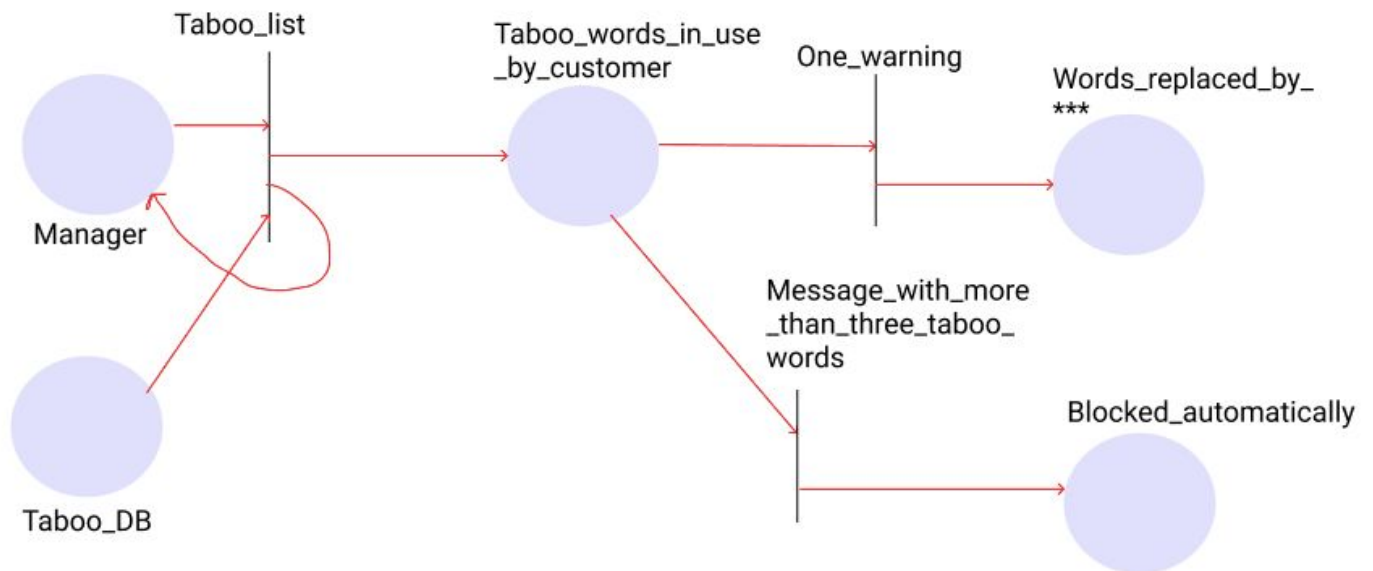 Taboo_list
Taboo_words_in_use
_by_customer
One_warning
Words_replaced_by_
***
Manager
Message_with_more
_than_three_taboo_
words
Blocked_automatically
Taboo_DB